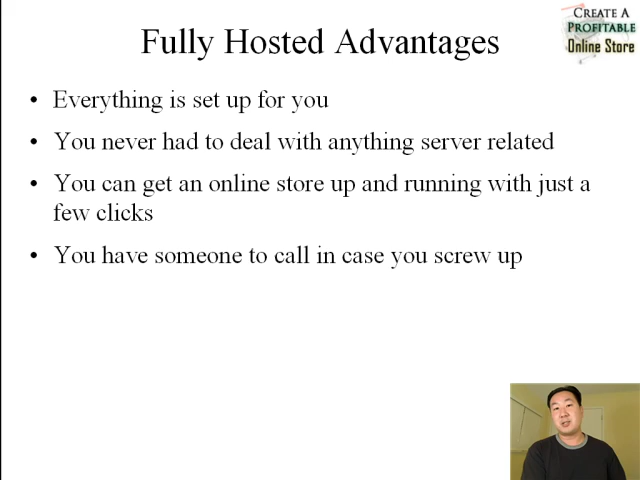 Fully Hosted Advantages
CREATE A
PROFITABLE
Online Store
• Everything is set up for you
• You never had to deal with anything server related
• You can get an online store up and running with just a
few clicks
• You have someone to call in case you screw up